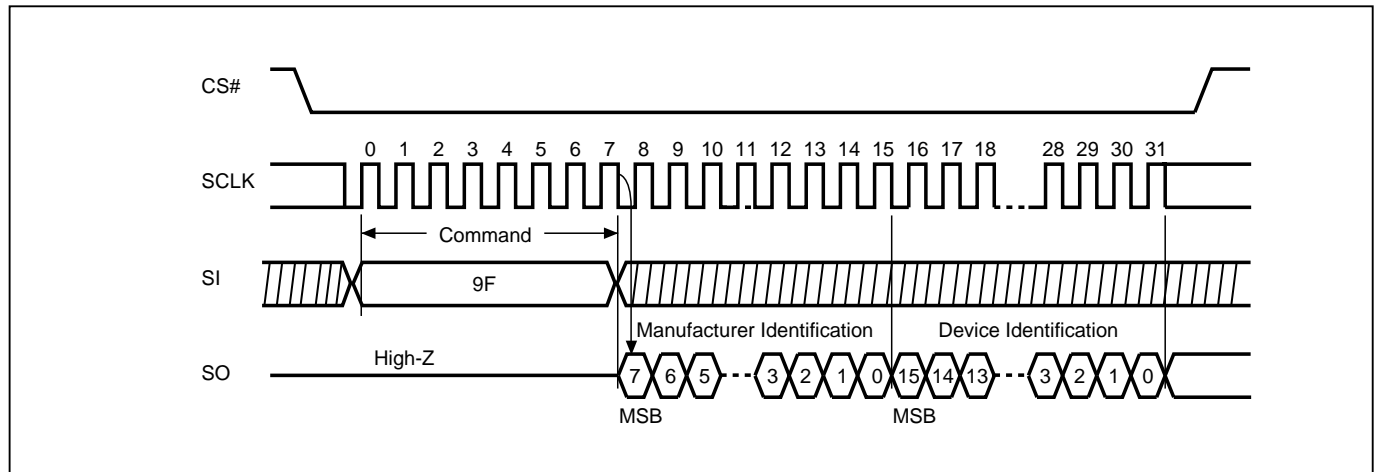 CS#
0 1 2 3 4 5 6 7 8 9 10 11 12 13 14 15 16 17 18 28 29 30 31
SCLK
Command
SI
9F
Manufacturer Identification Device Identification
High-Z
SO
7 6 5 3 2 1 0 15 14 13 3 2 1 0
MSB MSB